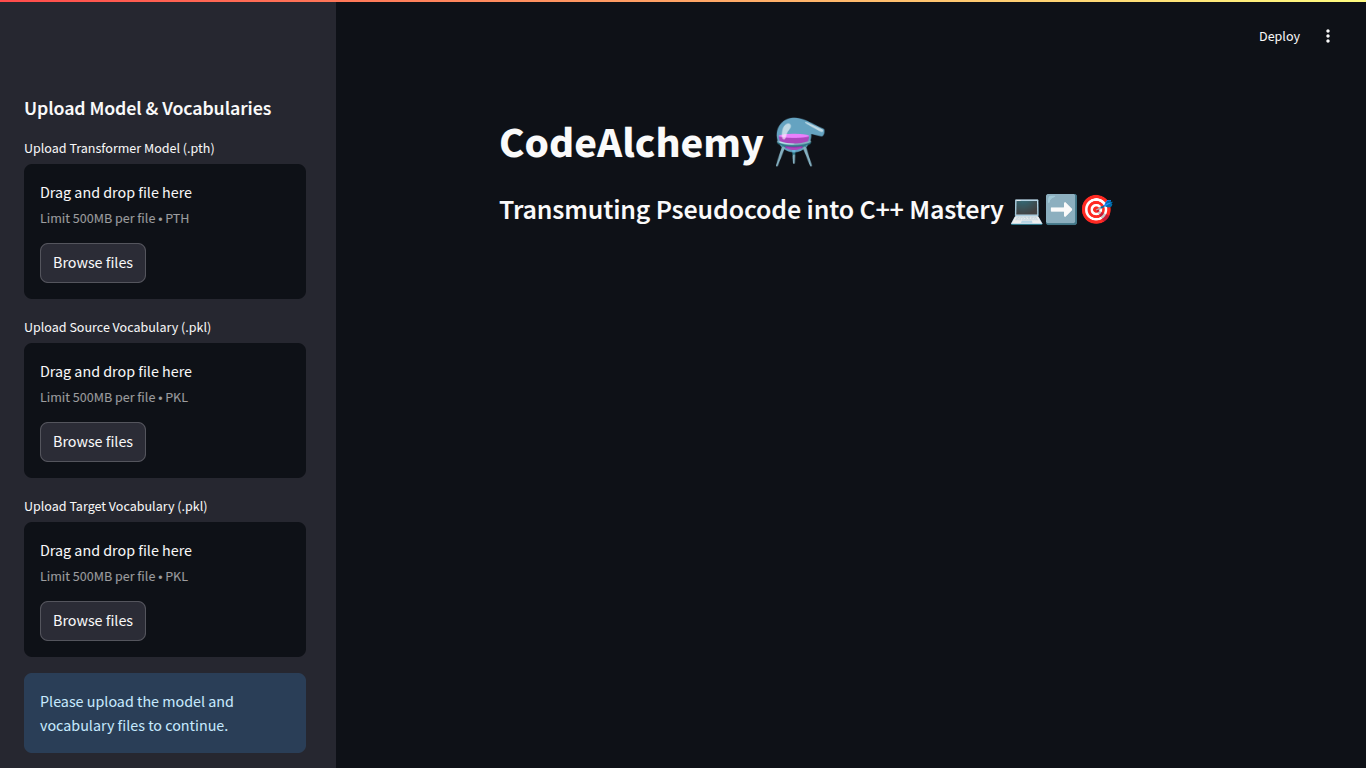 Deploy
Upload Model & Vocabularies
Upload Transformer Model (.pth)
Drag and drop file here
Limit 500MB per file • PTH
Browse files
Upload Source Vocabulary (.pkl)
Drag and drop file here
Limit 500MB per file • PKL
Browse files
Upload Target Vocabulary (.pkl)
Drag and drop file here
Limit 500MB per file • PKL
Browse files
Please upload the model and
vocabulary files to continue.
CodeAlchemy ⚗️
Transmuting Pseudocode into C++ Mastery 💻➡️🎯